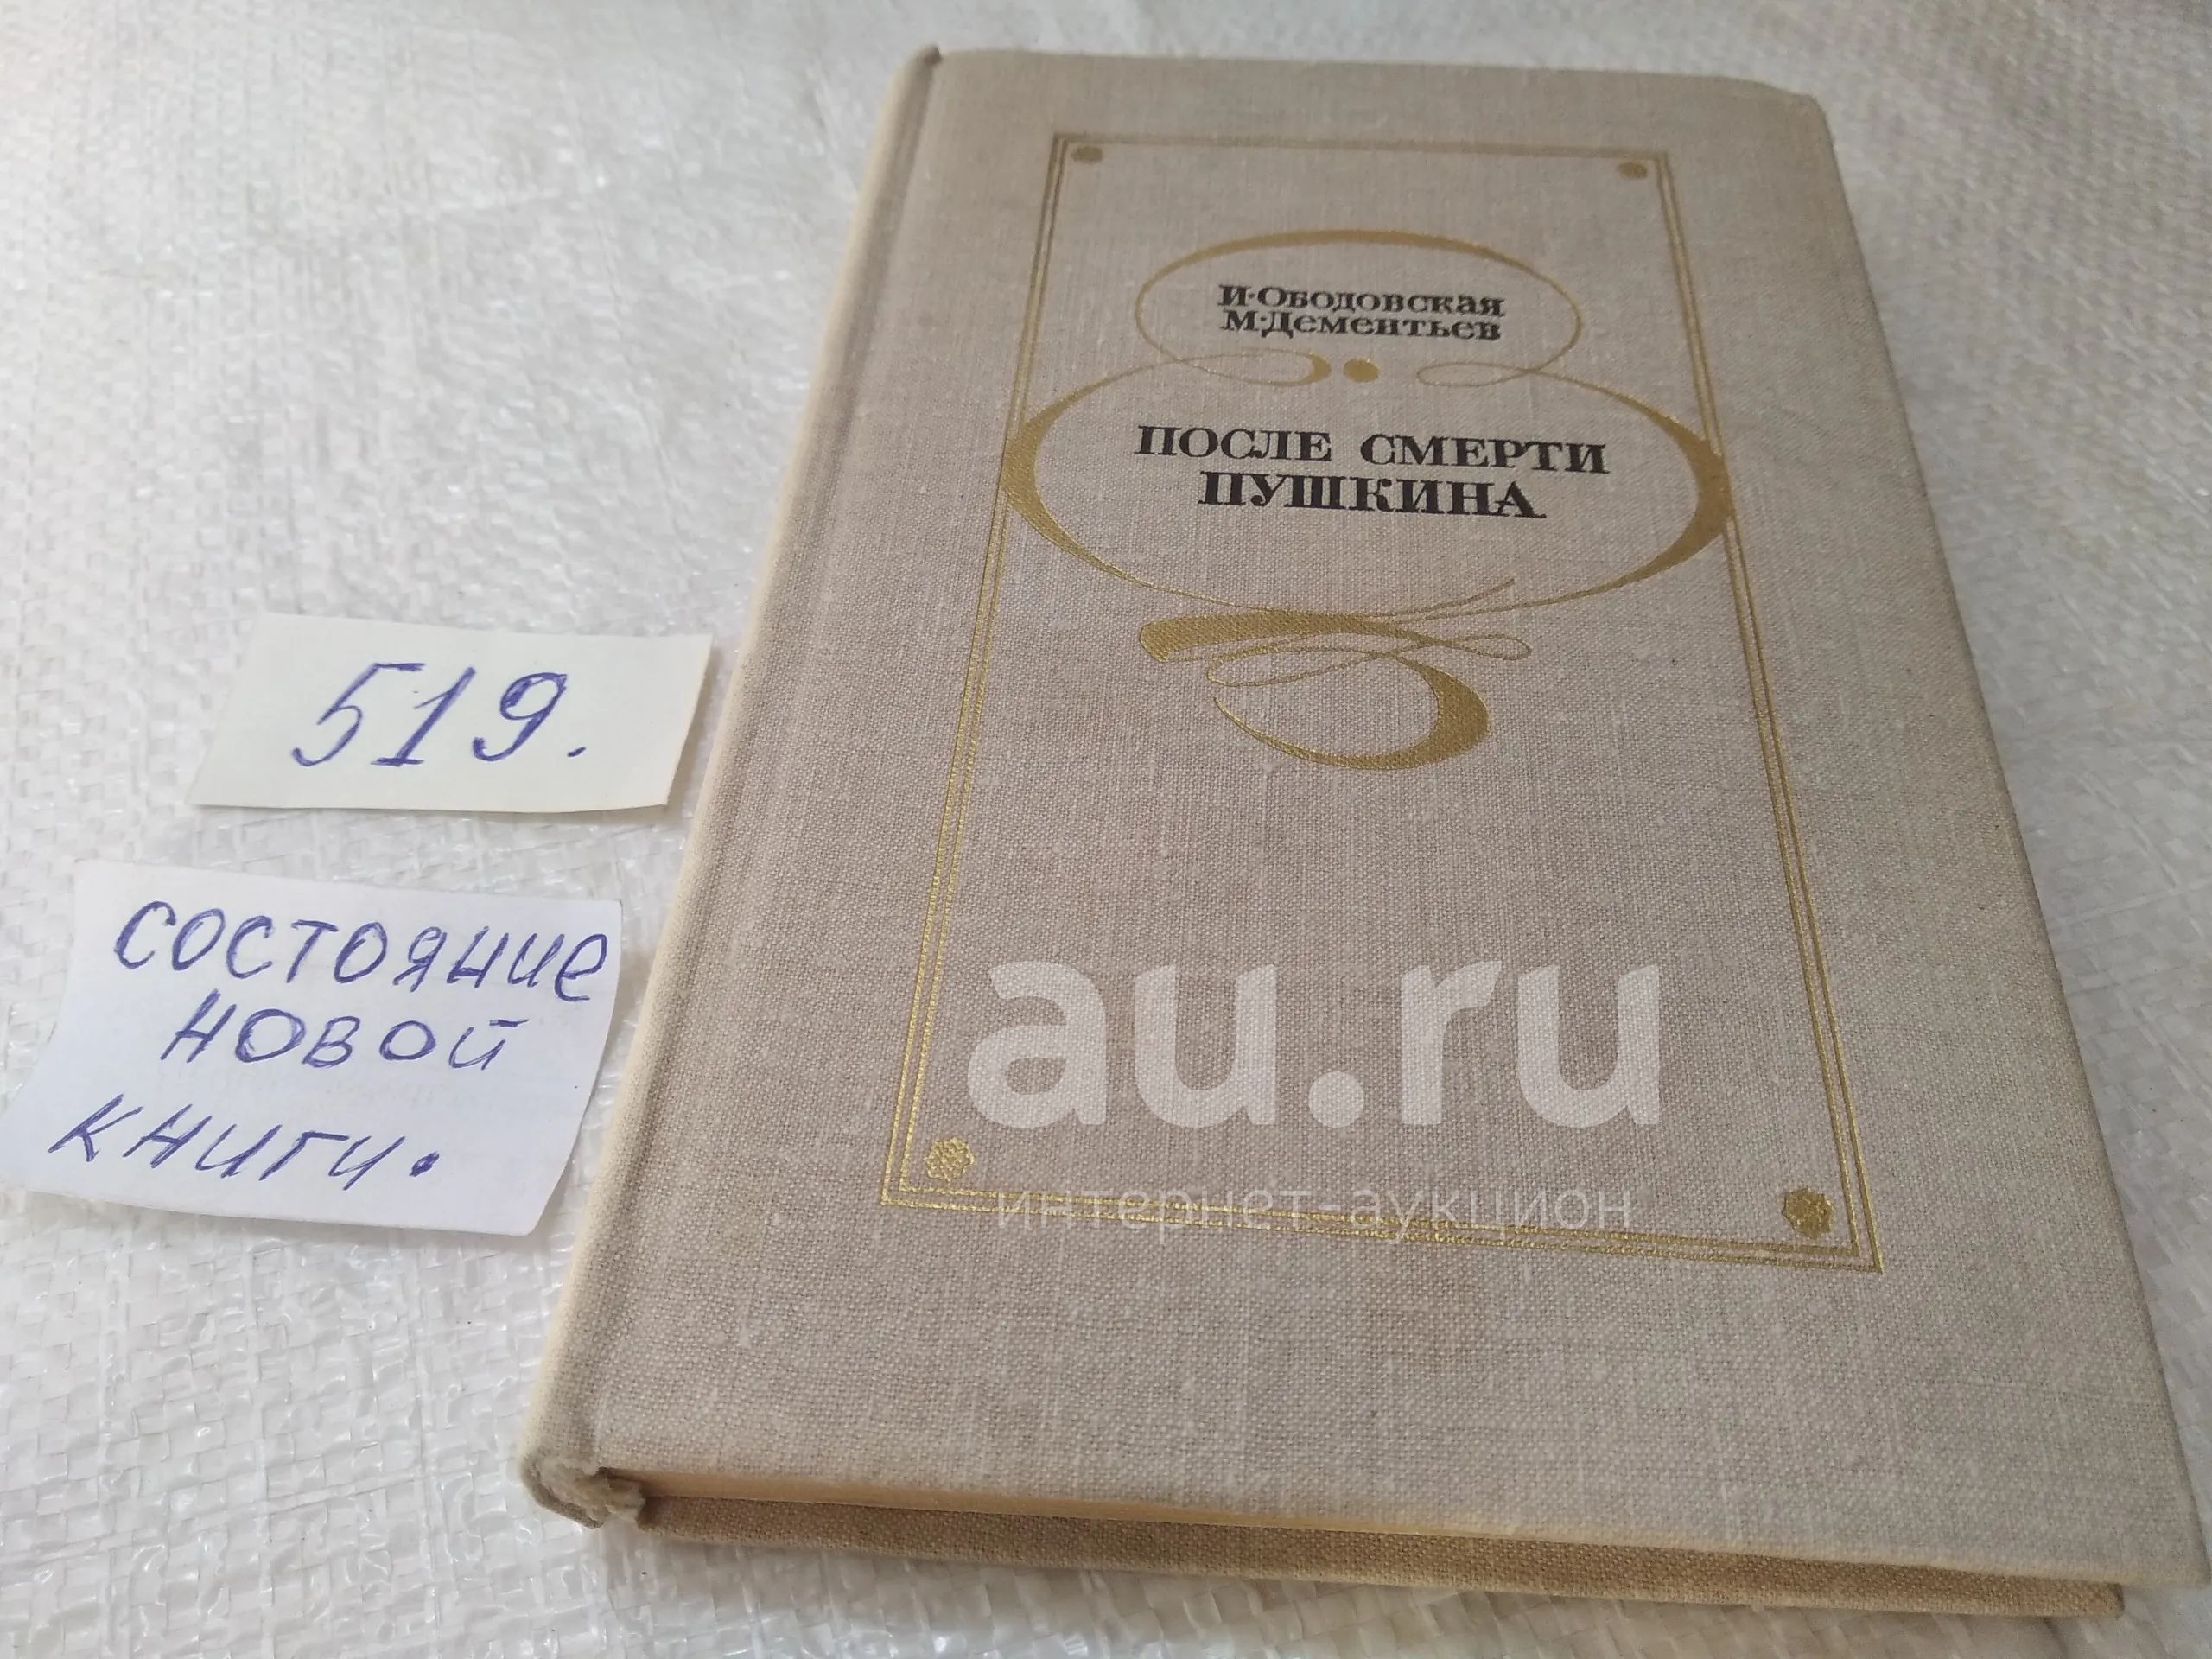 И·Ободовская
М·Дементьев
ПОСЛЕ СМЕРТИ
ПУШКИНА
519.
состояние
новой
книги.
au.ru
интернет-аукцион